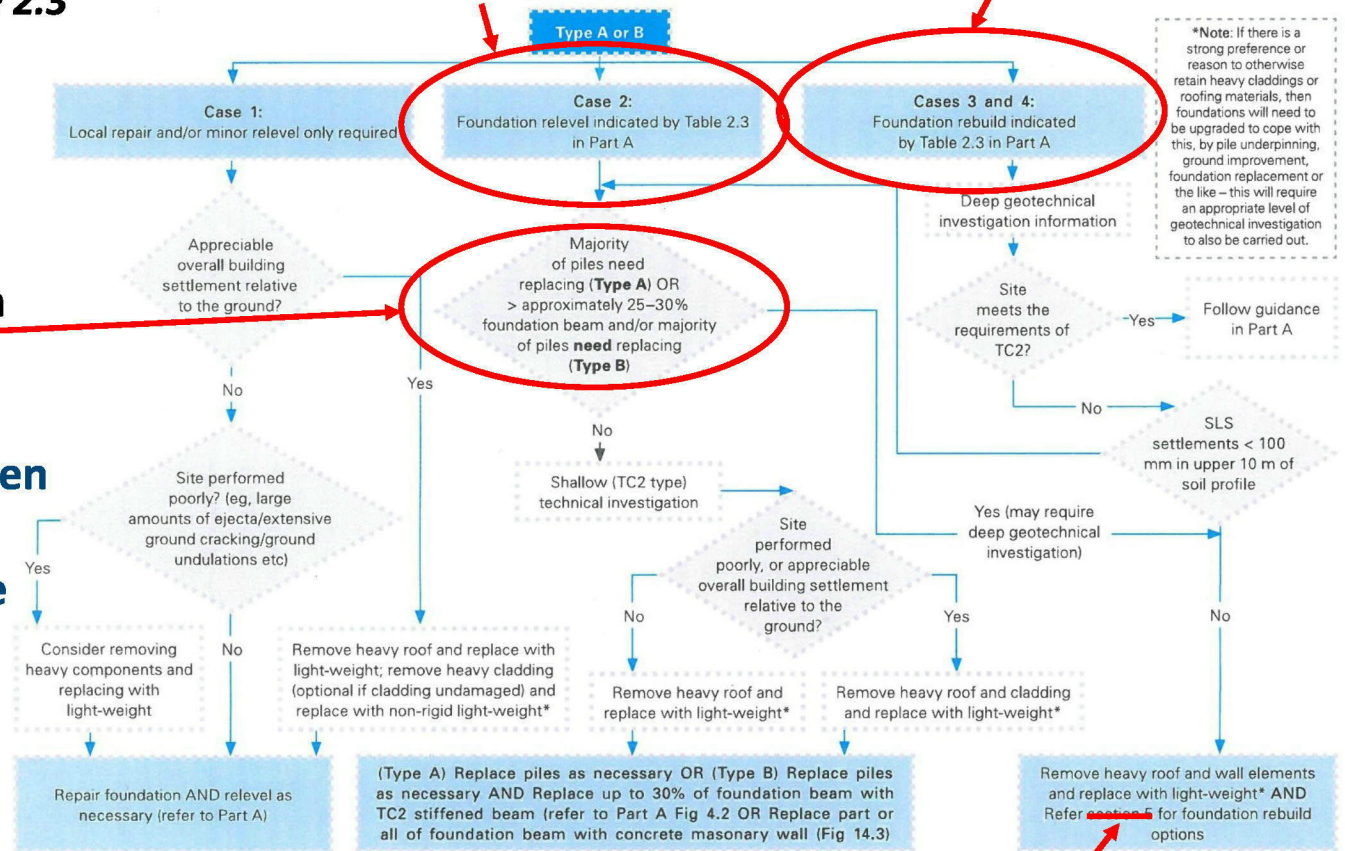 2.3
Type A or B
Case 1:
Local repair and/or minor relevel only required
Case 2:
Foundation relevel indicated by Table 2.3
in Part A
Cases 3 and 4:
Foundation rebuild indicated
by Table 2.3 in Part A
*Note: If there is a
strong preference or
reason to otherwise
retain heavy claddings or
roofing materials, then
foundations will need to
be upgraded to cope with
this, by pile underpinning,
ground improvement,
foundation replacement or
the like – this will require
an appropriate level of
geotechnical investigation
to also be carried out.
Appreciable
overall building
settlement relative
to the ground?
Majority
of piles need
replacing (Type A) OR
> approximately 25–30%
foundation beam and/or majority
of piles need replacing
(Type B)
Deep geotechnical
investigation information
Site
meets the
requirements of
TC2?
Yes
Follow guidance
in Part A
No
Yes
No
No
SLS
settlements < 100
mm in upper 10 m of
soil profile
en
Site performed
poorly? (eg, large
amounts of ejecta/extensive
ground cracking/ground
undulations etc)
Shallow (TC2 type)
technical investigation
Site
performed
poorly, or appreciable
overall building settlement
relative to the
ground?
Yes (may require
deep geotechnical
investigation)
Yes
e
No
No
Yes
No
Consider removing
heavy components and
replacing with
light-weight
Remove heavy roof and replace with
light-weight; remove heavy cladding
(optional if cladding undamaged) and
replace with non-rigid light-weight*
Remove heavy roof and
replace with light-weight*
Remove heavy roof and cladding
and replace with light-weight*
Repair foundation AND relevel as
necessary (refer to Part A)
(Type A) Replace piles as necessary OR (Type B) Replace piles
as necessary AND Replace up to 30% of foundation beam with
TC2 stiffened beam (refer to Part A Fig 4.2 OR Replace part or
all of foundation beam with concrete masonary wall (Fig 14.3)
Remove heavy roof and wall elements
and replace with light-weight* AND
Refer section 5 for foundation rebuild
options